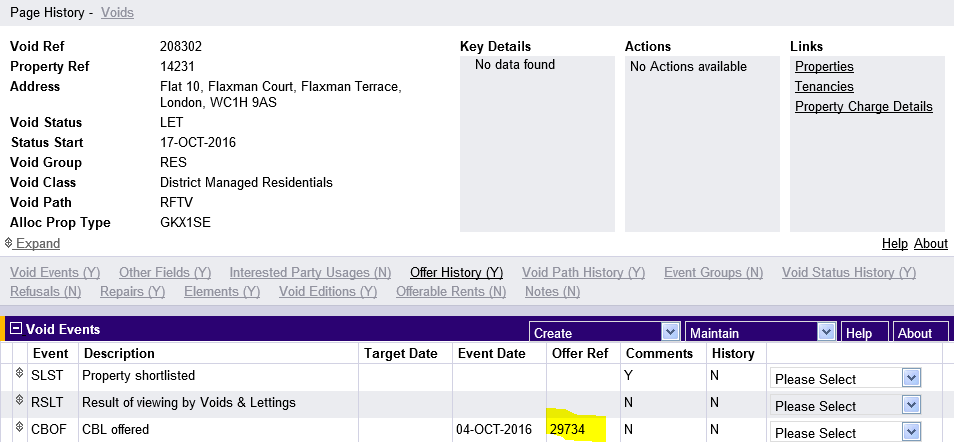 Page History - Voids
Void Ref 208302
Property Ref 14231
Address Flat 10, Flaxman Court, Flaxman Terrace,
London, WC1H 9AS
Void Status LET
Status Start 17-OCT-2016
Void Group RES
Void Class District Managed Residentials
Void Path RFTV
Alloc Prop Type GKX1SE
Key Details
No data found
Actions
No Actions available
Links
Properties
Tenancies
Property Charge Details
Expand
Help About
Void Events (Y) Other Fields (Y) Interested Party Usages (N) Offer History (Y) Void Path History (Y) Event Groups (N) Void Status History (Y)
Refusals (N) Repairs (Y) Elements (Y) Void Editions (Y) Offerable Rents (N) Notes (N)
Void Events Create Maintain Help About
Event Description Target Date Event Date Offer Ref Comments History
SLST Property shortlisted Y N Please Select
RSLT Result of viewing by Voids & Lettings N N Please Select
CBOF CBL offered 04-OCT-2016 29734 N N Please Select